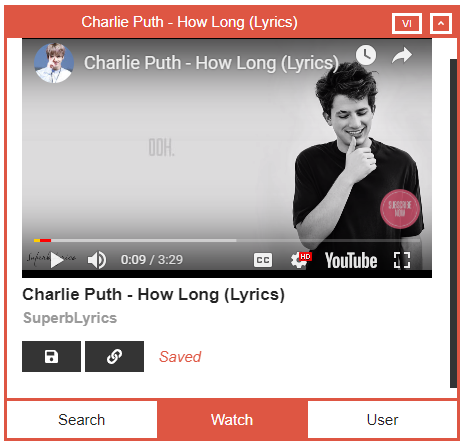 Charlie Puth - How Long (Lyrics)
VI
Charlie Puth - How Long (Lyrics)
OOH.
SUBSCRIBE
NOW
0:09 / 3:29
CC
HD
YouTube
Charlie Puth - How Long (Lyrics)
SuperbLyrics
Saved
Search
Watch
User